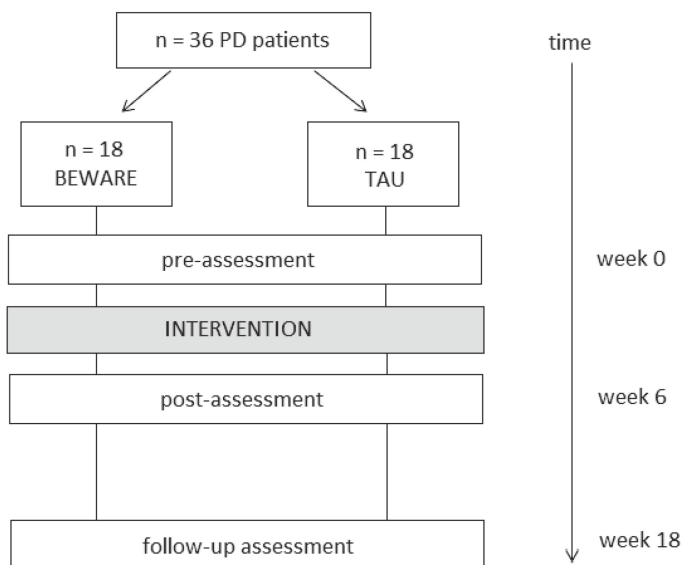 n = 36 PD patients
time
n = 18
BEWARE
n = 18
TAU
pre-assessment
week 0
INTERVENTION
post-assessment
week 6
follow-up assessment
week 18